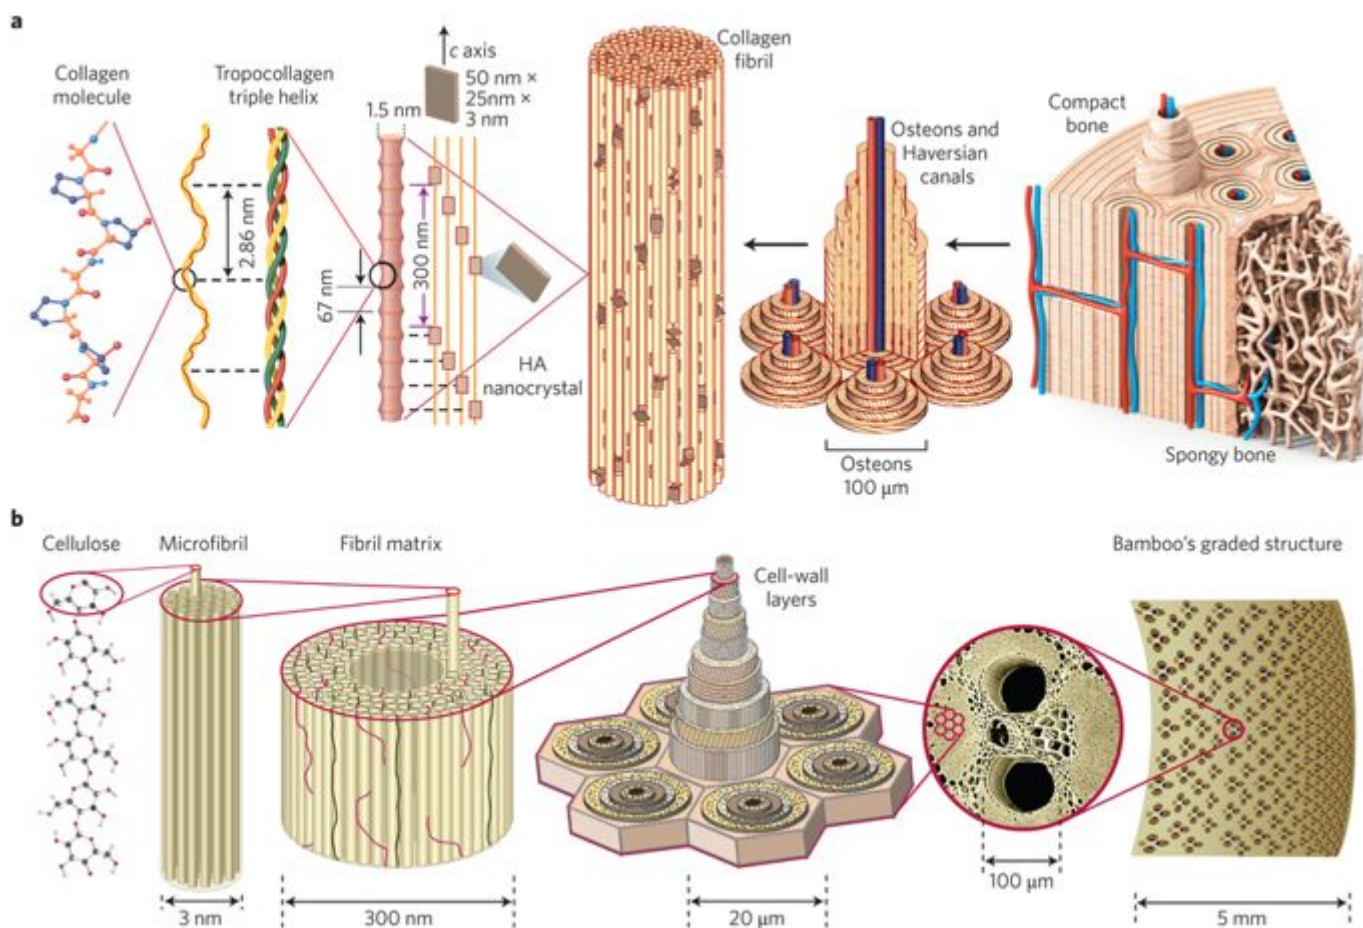 a
Collagen
molecule
Tropocollagen
triple helix
2.86 nm
1.5 nm
67 nm
c axis
50 nm ×
25nm ×
3 nm
300 nm
HA
nanocrystal
Collagen
fibril
Osteons and
Haversian
canals
Osteons
100 μm
Compact
bone
Spongy bone
b
Cellulose
Microfibril
Fibril matrix
Cell-wall
layers
Bamboo's graded structure
3 nm
300 nm
20 μm
100 μm
5 mm